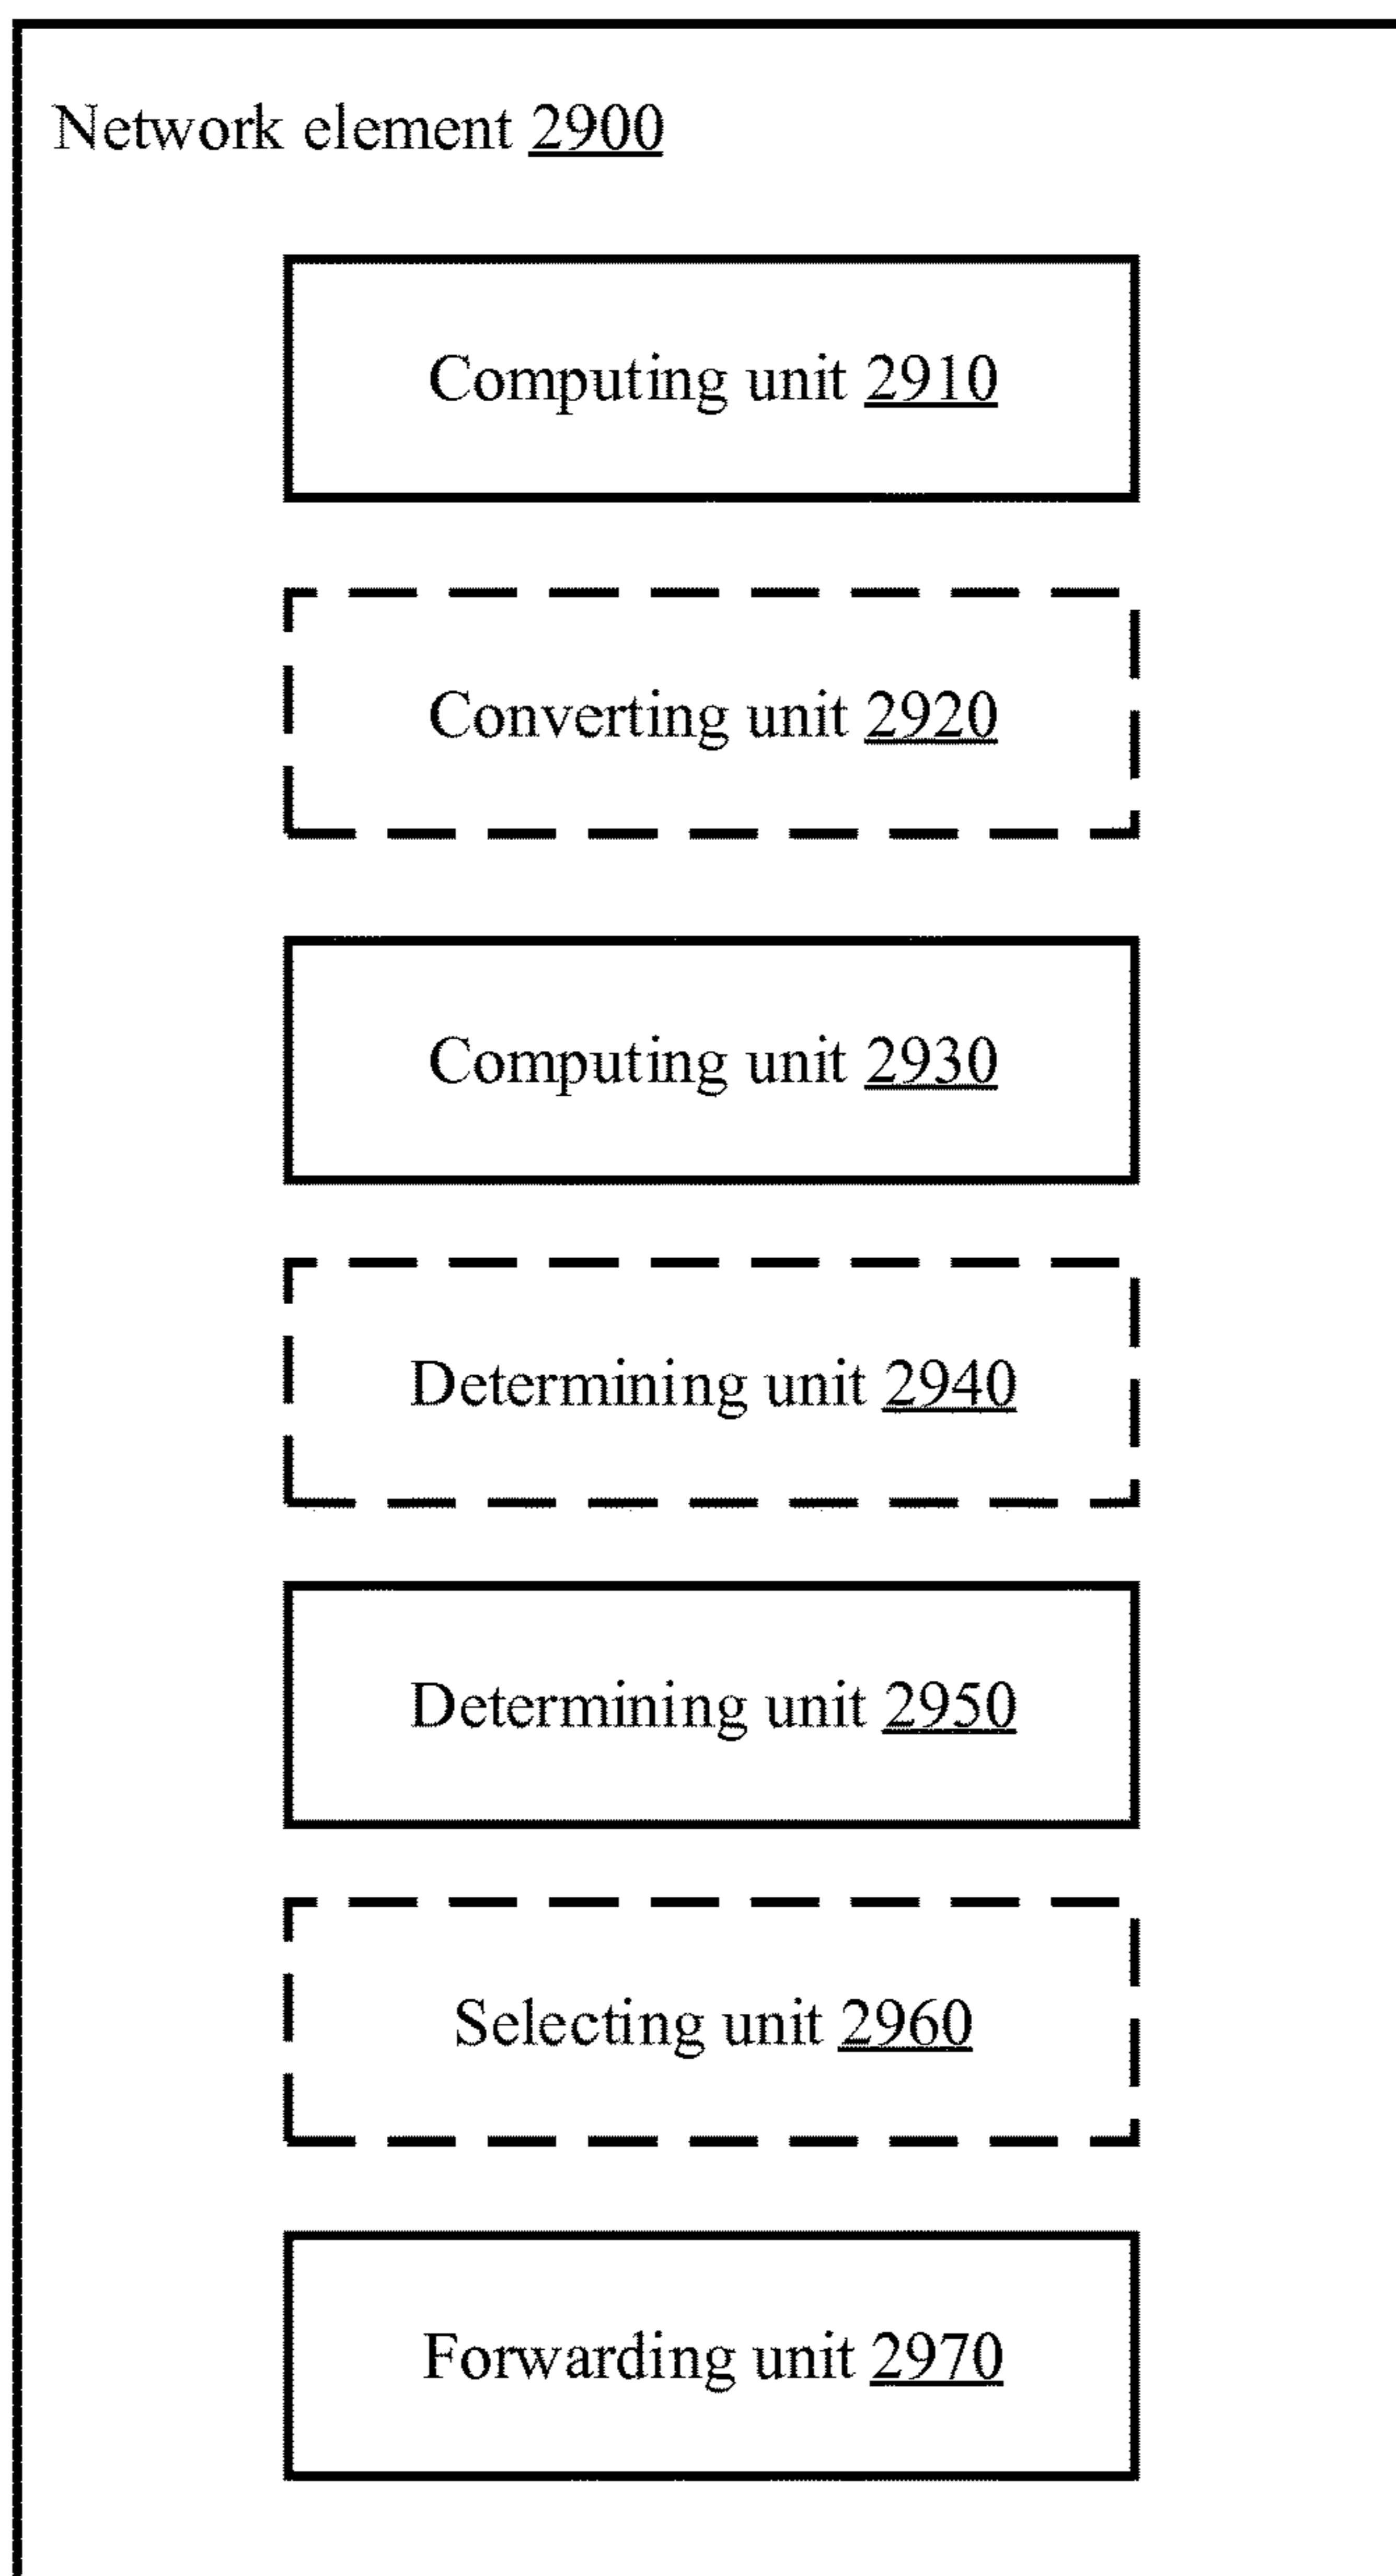 Network element 2900
Computing unit 2910
Converting unit 2920
Computing unit 2930
Determining unit 2940
Determining unit 2950
Selecting unit 2960
Forwarding unit 2970